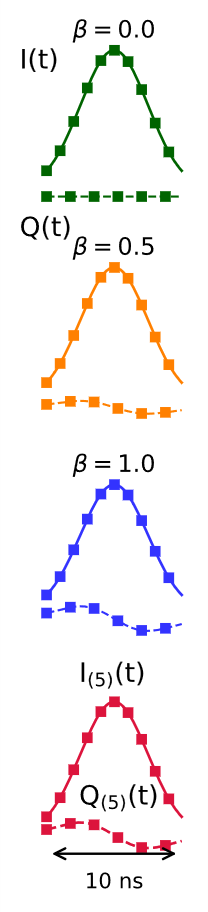 β = 0.0
I(t)
Q(t)
β = 0.5
β = 1.0
I(5)(t)
Q(5)(t)
10 ns